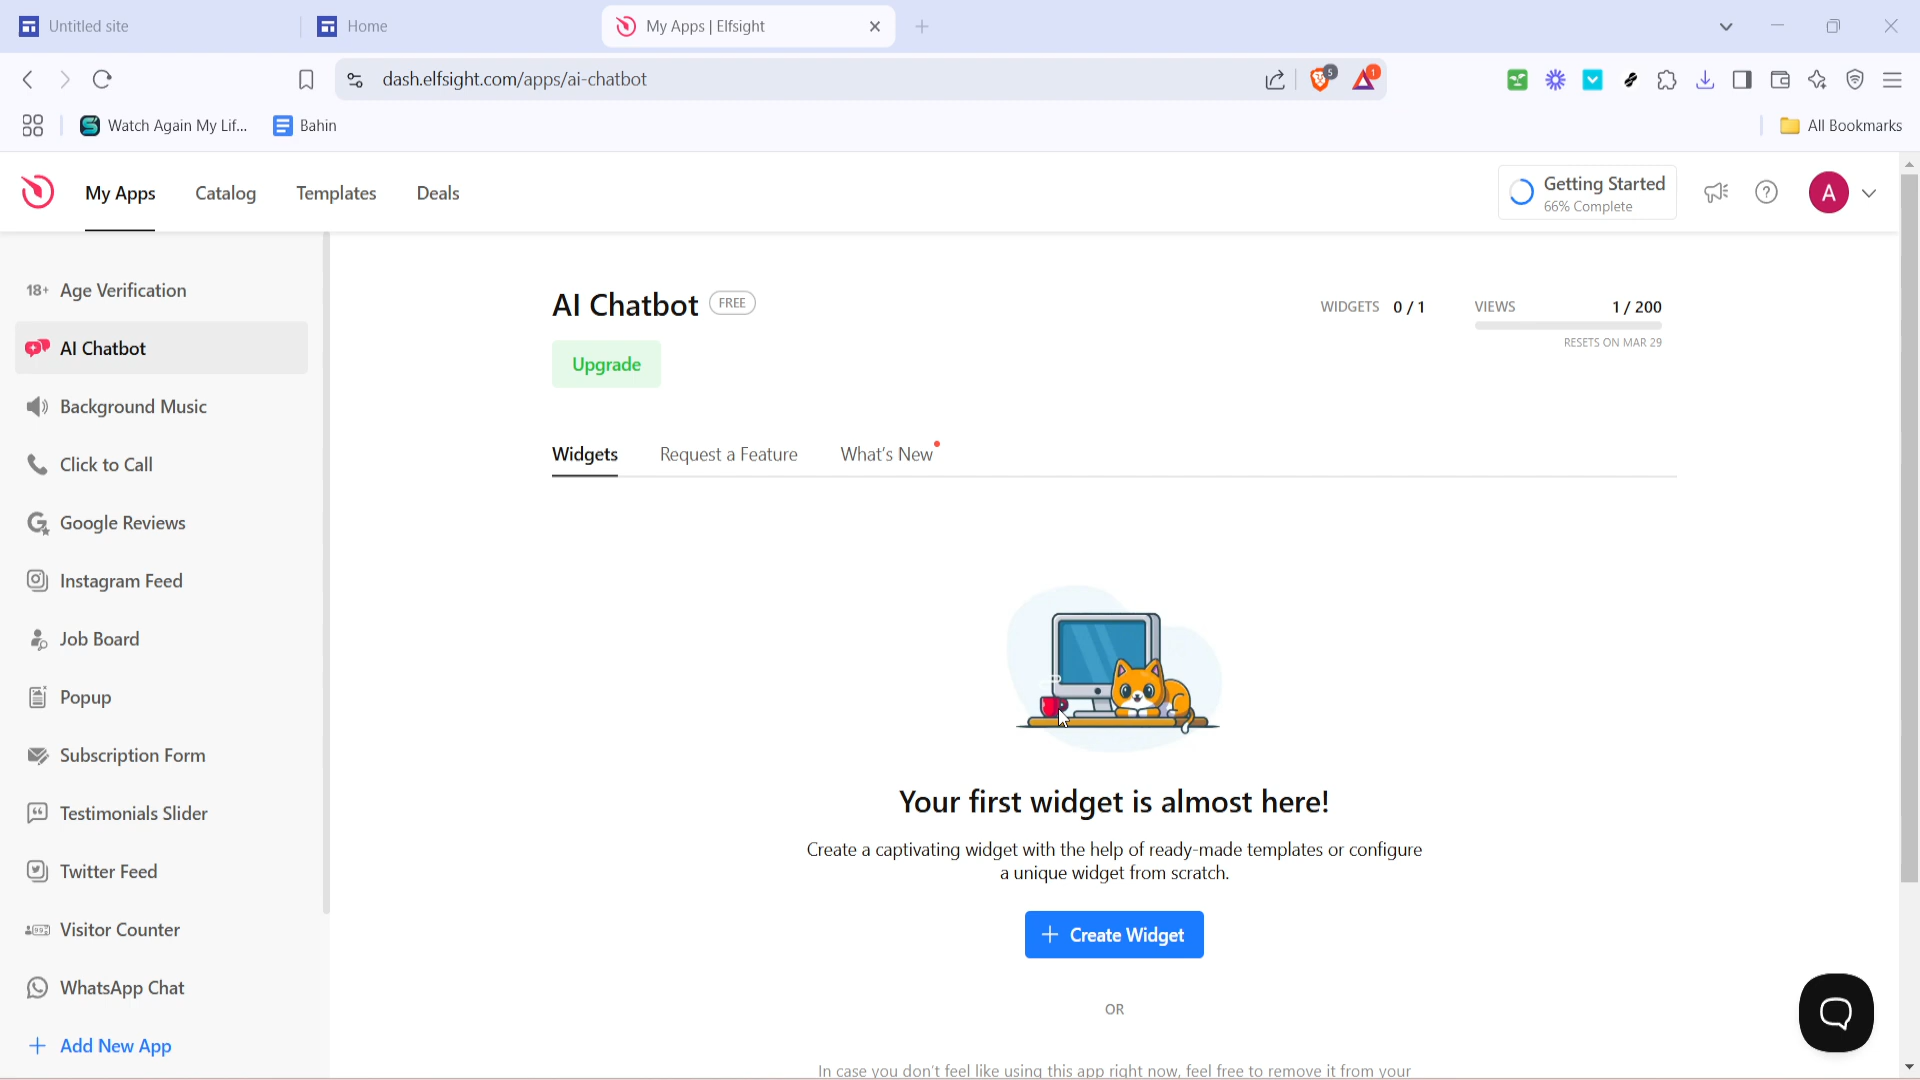 Untitled site
Home
My Apps | Elfsight
dash.elfsight.com/apps/ai-chatbot
5
1
Watch Again My Lif...
Bahin
All Bookmarks
My Apps
Catalog
Templates
Deals
Getting Started
66% Complete
A
18+ Age Verification
AI Chatbot
Background Music
Click to Call
Google Reviews
Instagram Feed
Job Board
Popup
Subscription Form
Testimonials Slider
Twitter Feed
Visitor Counter
WhatsApp Chat
+ Add New App
AI Chatbot FREE
WIDGETS 0 / 1
VIEWS 1 / 200
RESETS ON MAR 29
Upgrade
Widgets
Request a Feature
What's New
Your first widget is almost here!
Create a captivating widget with the help of ready-made templates or configure
a unique widget from scratch.
+ Create Widget
OR
In case you don't feel like using this app right now, feel free to remove it from your